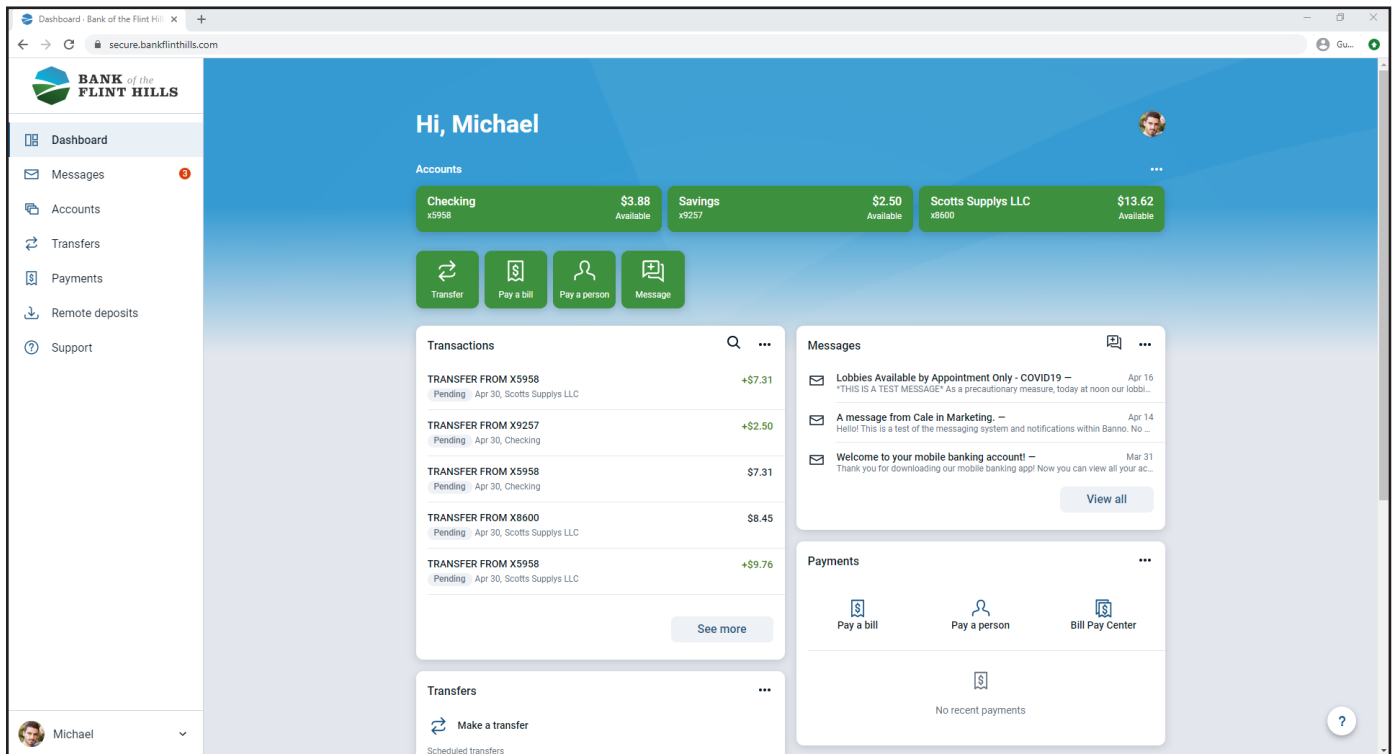 Dashboard · Bank of the Flint Hil
secure.bankflinthills.com
Gu...
BANK of the
FLINT HILLS
Dashboard
Messages 3
Accounts
Transfers
Payments
Remote deposits
Support
Michael
Hi, Michael
Accounts
Checking $3.88
x5958 Available
Savings $2.50
x9257 Available
Scotts Supplys LLC $13.62
x8600 Available
Transfer
Pay a bill
Pay a person
Message
Transactions
TRANSFER FROM X5958 +$7.31
Pending Apr 30, Scotts Supplys LLC
TRANSFER FROM X9257 +$2.50
Pending Apr 30, Checking
TRANSFER FROM X5958 $7.31
Pending Apr 30, Checking
TRANSFER FROM X8600 $8.45
Pending Apr 30, Scotts Supplys LLC
TRANSFER FROM X5958 +$9.76
Pending Apr 30, Scotts Supplys LLC
See more
Transfers
Make a transfer
Scheduled transfers
Messages
Lobbies Available by Appointment Only - COVID19 — Apr 16
*THIS IS A TEST MESSAGE* As a precautionary measure, today at noon our lobbi...
A message from Cale in Marketing. — Apr 14
Hello! This is a test of the messaging system and notifications within Banno. No ...
Welcome to your mobile banking account! — Mar 31
Thank you for downloading our mobile banking app! Now you can view all your ac...
View all
Payments
Pay a bill
Pay a person
Bill Pay Center
No recent payments
?